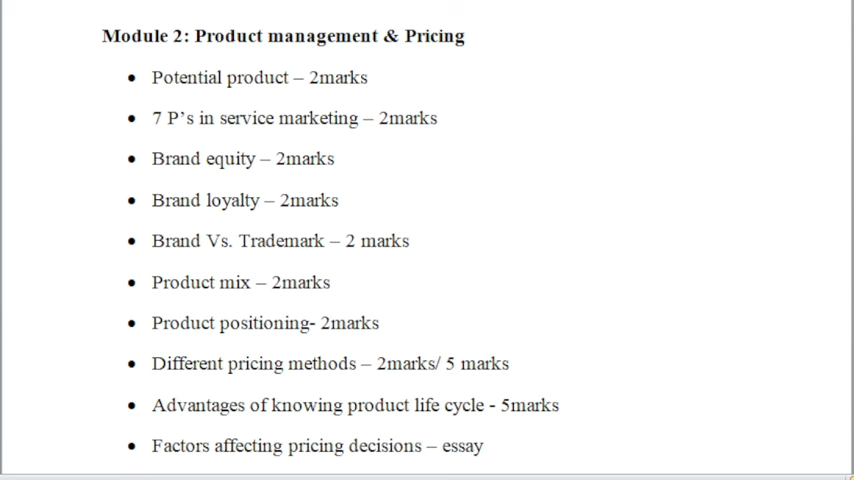 Module 2: Product management & Pricing
• Potential product – 2marks
• 7 P’s in service marketing – 2marks
• Brand equity – 2marks
• Brand loyalty – 2marks
• Brand Vs. Trademark – 2 marks
• Product mix – 2marks
• Product positioning- 2marks
• Different pricing methods – 2marks/ 5 marks
• Advantages of knowing product life cycle - 5marks
• Factors affecting pricing decisions – essay